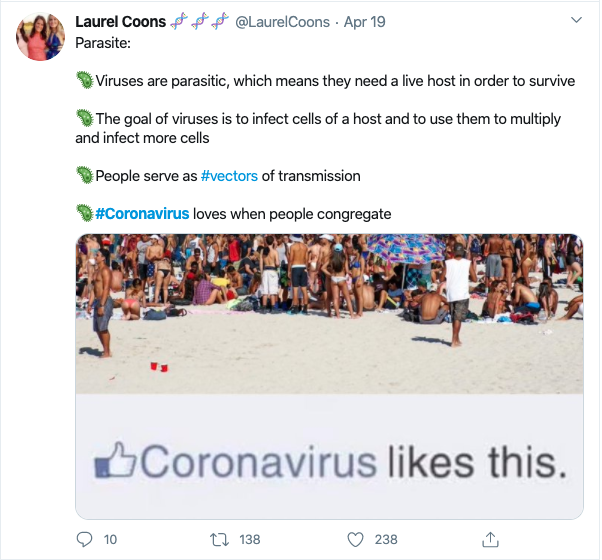 Laurel Coons @LaurelCoons · Apr 19
Parasite:
Viruses are parasitic, which means they need a live host in order to survive
The goal of viruses is to infect cells of a host and to use them to multiply
and infect more cells
People serve as #vectors of transmission
#Coronavirus loves when people congregate
Coronavirus likes this.
10 138 238